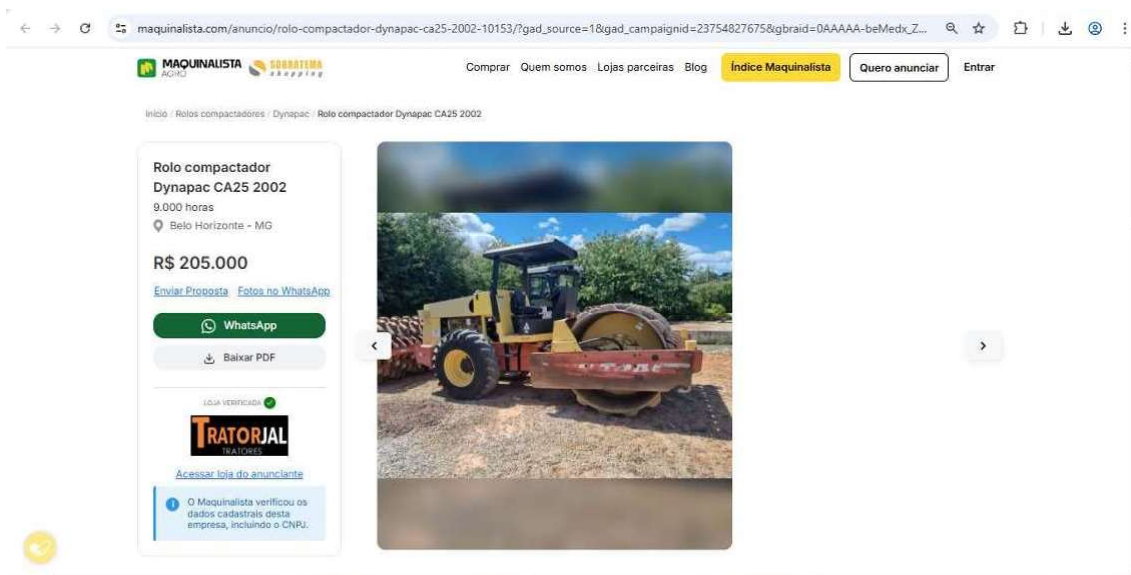 maquinalista.com/anuncio/rolo-compactador-dynapac-ca25-2002-10153/?gad_source=1&gad_campaignid=23754827675&gbraid=0AAAAA-beMedx_Z...
MAQUINALISTA
AGRO
SOBRATEMA
shopping
Comprar Quem somos Lojas parceiras Blog Índice Maquinalista Quero anunciar Entrar
Início / Rolos compactadores / Dynapac / Rolo compactador Dynapac CA25 2002
Rolo compactador
Dynapac CA25 2002
9.000 horas
Belo Horizonte - MG
R$ 205.000
Enviar Proposta Fotos no WhatsApp
WhatsApp
Baixar PDF
LOJA VERIFICADA
TRATORJAL
TRATORES
Acessar loja do anunciante
O Maquinalista verificou os
dados cadastrais desta
empresa, incluindo o CNPJ.